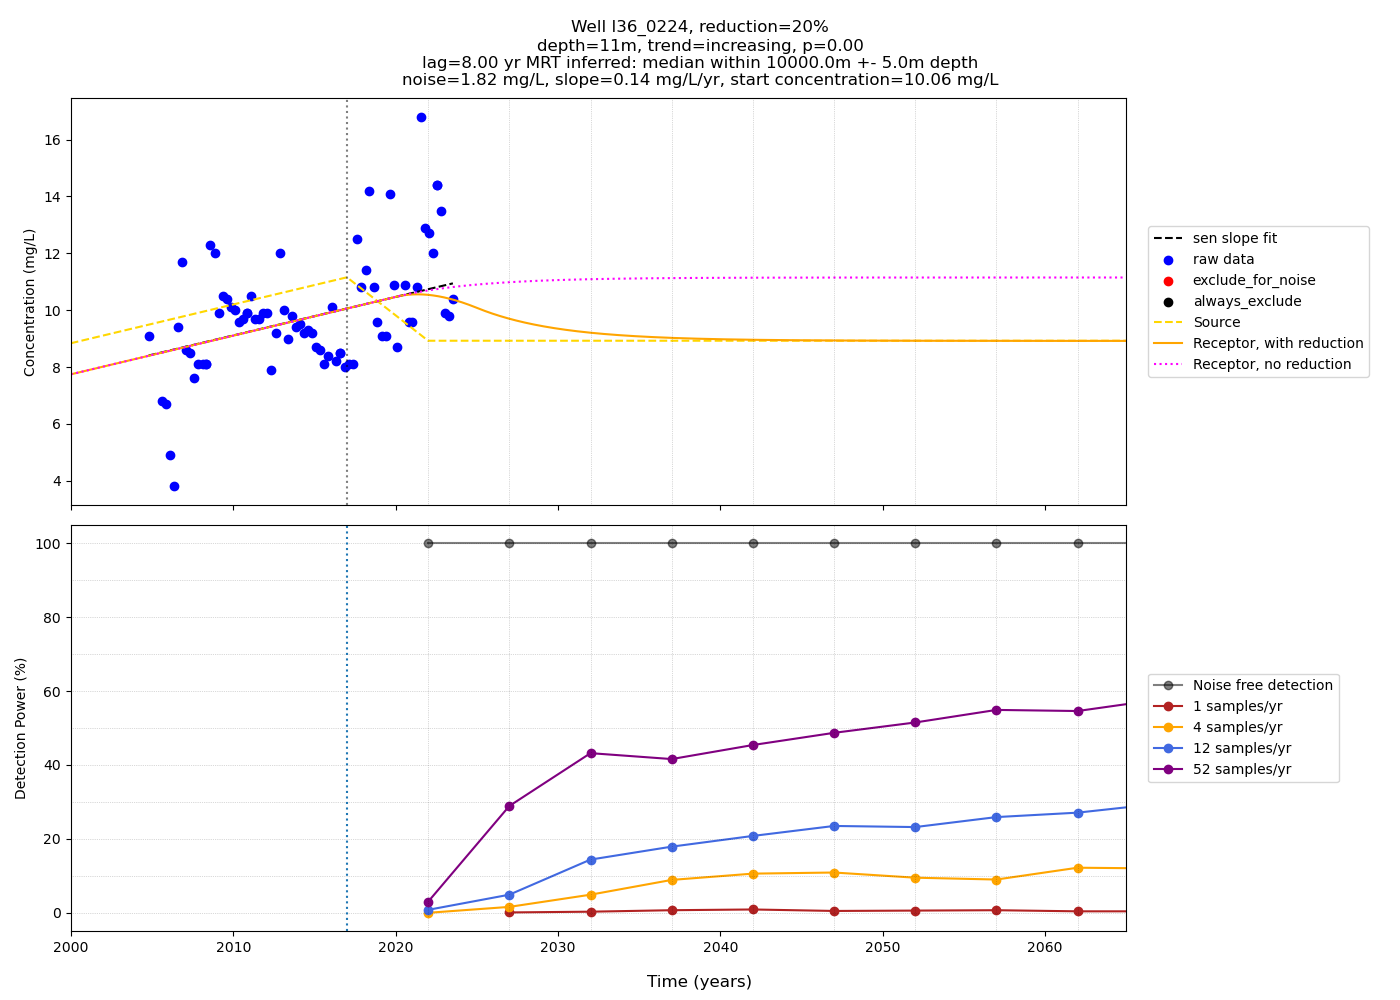 Well l36_0224, reduction=20%
depth=11m, trend=increasing, p=0.00
lag=8.00 yr MRT inferred: median within 10000.0m +- 5.0m depth
noise=1.82 mg/L, slope=0.14 mg/L/yr, start concentration=10.06 mg/L
Concentration (mg/L)
16
14
12
10
8
6
4
sen slope fit
raw data
exclude_for_noise
always_exclude
Source
Receptor, with reduction
Receptor, no reduction
Detection Power (%)
100
80
60
40
20
0
Noise free detection
1 samples/yr
4 samples/yr
12 samples/yr
52 samples/yr
2000 2010 2020 2030 2040 2050 2060
Time (years)